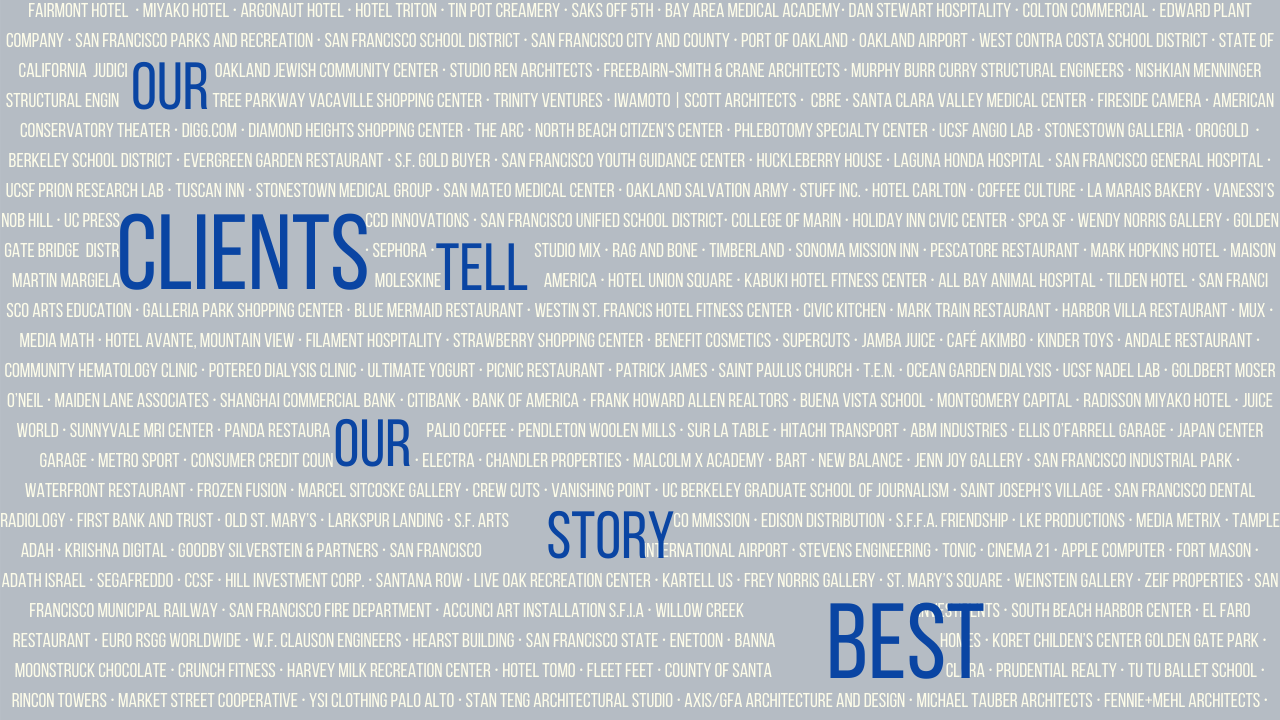 FAIRMONT HOTEL · MIYAKO HOTEL · ARGONAUT HOTEL · HOTEL TRITON · TIN POT CREAMERY · SAKS OFF 5TH · BAY AREA MEDICAL ACADEMY· DAN STEWART HOSPITALITY · COLTON COMMERCIAL · EDWARD PLANT
COMPANY · SAN FRANCISCO PARKS AND RECREATION · SAN FRANCISCO SCHOOL DISTRICT · SAN FRANCISCO CITY AND COUNTY · PORT OF OAKLAND · OAKLAND AIRPORT · WEST CONTRA COSTA SCHOOL DISTRICT · STATE OF
CALIFORNIA JUDICI OAKLAND JEWISH COMMUNITY CENTER · STUDIO REN ARCHITECTS · FREEBAIRN-SMITH & CRANE ARCHITECTS · MURPHY BURR CURRY STRUCTURAL ENGINEERS · NISHKIAN MENNINGER
OUR
STRUCTURAL ENGIN TREE PARKWAY VACAVILLE SHOPPING CENTER · TRINITY VENTURES · IWAMOTO | SCOTT ARCHITECTS · CBRE · SANTA CLARA VALLEY MEDICAL CENTER · FIRESIDE CAMERA · AMERICAN
CONSERVATORY THEATER · DIGG.COM · DIAMOND HEIGHTS SHOPPING CENTER · THE ARC · NORTH BEACH CITIZEN'S CENTER · PHLEBOTOMY SPECIALTY CENTER · UCSF ANGIO LAB · STONESTOWN GALLERIA · OROGOLD ·
BERKELEY SCHOOL DISTRICT · EVERGREEN GARDEN RESTAURANT · S.F. GOLD BUYER · SAN FRANCISCO YOUTH GUIDANCE CENTER · HUCKLEBERRY HOUSE · LAGUNA HONDA HOSPITAL · SAN FRANCISCO GENERAL HOSPITAL ·
UCSF PRION RESEARCH LAB · TUSCAN INN · STONESTOWN MEDICAL GROUP · SAN MATEO MEDICAL CENTER · OAKLAND SALVATION ARMY · STUFF INC. · HOTEL CARLTON · COFFEE CULTURE · LA MARAIS BAKERY · VANESSI'S
NOB HILL · UC PRESS CCD INNOVATIONS · SAN FRANCISCO UNIFIED SCHOOL DISTRICT· COLLEGE OF MARIN · HOLIDAY INN CIVIC CENTER · SPCA SF · WENDY NORRIS GALLERY · GOLDEN
CLIENTS
GATE BRIDGE DISTR · SEPHORA · STUDIO MIX · RAG AND BONE · TIMBERLAND · SONOMA MISSION INN · PESCATORE RESTAURANT · MARK HOPKINS HOTEL · MAISON
TELL
MARTIN MARGIELA MOLESKINE AMERICA · HOTEL UNION SQUARE · KABUKI HOTEL FITNESS CENTER · ALL BAY ANIMAL HOSPITAL · TILDEN HOTEL · SAN FRANCI
SCO ARTS EDUCATION · GALLERIA PARK SHOPPING CENTER · BLUE MERMAID RESTAURANT · WESTIN ST. FRANCIS HOTEL FITNESS CENTER · CIVIC KITCHEN · MARK TRAIN RESTAURANT · HARBOR VILLA RESTAURANT · MUX ·
MEDIA MATH · HOTEL AVANTE, MOUNTAIN VIEW · FILAMENT HOSPITALITY · STRAWBERRY SHOPPING CENTER · BENEFIT COSMETICS · SUPERCUTS · JAMBA JUICE · CAFÉ AKIMBO · KINDER TOYS · ANDALE RESTAURANT ·
COMMUNITY HEMATOLOGY CLINIC · POTEREO DIALYSIS CLINIC · ULTIMATE YOGURT · PICNIC RESTAURANT · PATRICK JAMES · SAINT PAULUS CHURCH · T.E.N. · OCEAN GARDEN DIALYSIS · UCSF NADEL LAB · GOLDBERT MOSER
O'NEIL · MAIDEN LANE ASSOCIATES · SHANGHAI COMMERCIAL BANK · CITIBANK · BANK OF AMERICA · FRANK HOWARD ALLEN REALTORS · BUENA VISTA SCHOOL · MONTGOMERY CAPITAL · RADISSON MIYAKO HOTEL · JUICE
WORLD · SUNNYVALE MRI CENTER · PANDA RESTAURA PALIO COFFEE · PENDLETON WOOLEN MILLS · SUR LA TABLE · HITACHI TRANSPORT · ABM INDUSTRIES · ELLIS O'FARRELL GARAGE · JAPAN CENTER
OUR
GARAGE · METRO SPORT · CONSUMER CREDIT COUN · ELECTRA · CHANDLER PROPERTIES · MALCOLM X ACADEMY · BART · NEW BALANCE · JENN JOY GALLERY · SAN FRANCISCO INDUSTRIAL PARK ·
WATERFRONT RESTAURANT · FROZEN FUSION · MARCEL SITCOSKE GALLERY · CREW CUTS · VANISHING POINT · UC BERKELEY GRADUATE SCHOOL OF JOURNALISM · SAINT JOSEPH'S VILLAGE · SAN FRANCISCO DENTAL
RADIOLOGY · FIRST BANK AND TRUST · OLD ST. MARY'S · LARKSPUR LANDING · S.F. ARTS CO MMISSION · EDISON DISTRIBUTION · S.F.F.A. FRIENDSHIP · LKE PRODUCTIONS · MEDIA METRIX · TAMPLE
STORY
ADAH · KRIISHNA DIGITAL · GOODBY SILVERSTEIN & PARTNERS · SAN FRANCISCO INTERNATIONAL AIRPORT · STEVENS ENGINEERING · TONIC · CINEMA 21 · APPLE COMPUTER · FORT MASON ·
ADATH ISRAEL · SEGAFREDDO · CCSF · HILL INVESTMENT CORP. · SANTANA ROW · LIVE OAK RECREATION CENTER · KARTELL US · FREY NORRIS GALLERY · ST. MARY'S SQUARE · WEINSTEIN GALLERY · ZEIF PROPERTIES · SAN
FRANCISCO MUNICIPAL RAILWAY · SAN FRANCISCO FIRE DEPARTMENT · ACCUNCI ART INSTALLATION S.F.I.A · WILLOW CREEK INVESTMENTS · SOUTH BEACH HARBOR CENTER · EL FARO
BEST
RESTAURANT · EURO RSGG WORLDWIDE · W.F. CLAUSON ENGINEERS · HEARST BUILDING · SAN FRANCISCO STATE · ENETOON · BANNA HOMES · KORET CHILDEN'S CENTER GOLDEN GATE PARK ·
MOONSTRUCK CHOCOLATE · CRUNCH FITNESS · HARVEY MILK RECREATION CENTER · HOTEL TOMO · FLEET FEET · COUNTY OF SANTA CLARA · PRUDENTIAL REALTY · TU TU BALLET SCHOOL ·
RINCON TOWERS · MARKET STREET COOPERATIVE · YSI CLOTHING PALO ALTO · STAN TENG ARCHITECTURAL STUDIO · AXIS/GFA ARCHITECTURE AND DESIGN · MICHAEL TAUBER ARCHITECTS · FENNIE+MEHL ARCHITECTS ·